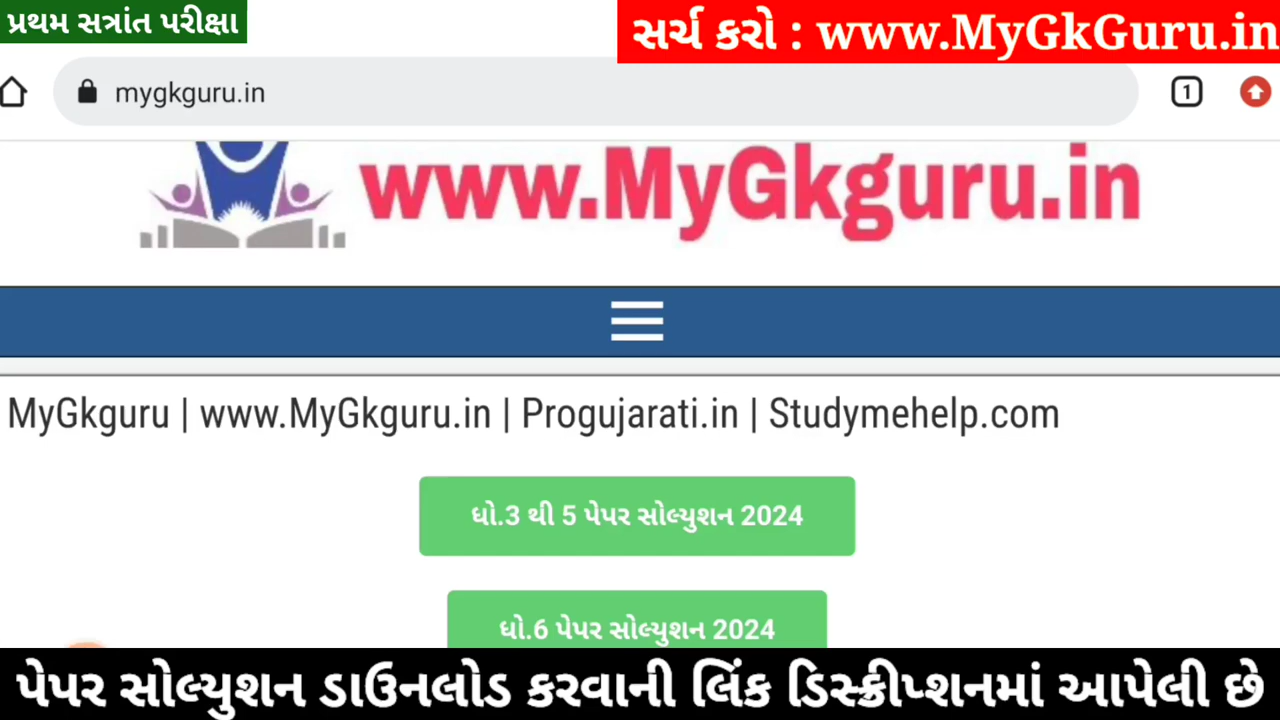 પ્રથમ સત્રાંત પરીક્ષા
સર્ચ કરો : www.MyGkGuru.in
mygkguru.in
1
www.MyGkguru.in
MyGkguru | www.MyGkguru.in | Progujarati.in | Studymehelp.com
ધો.3 થી 5 પેપર સોલ્યુશન 2024
ધો.6 પેપર સોલ્યુશન 2024
પેપર સોલ્યુશન ડાઉનલોડ કરવાની લિંક ડિસ્ક્રીપ્શનમાં આપેલી છે